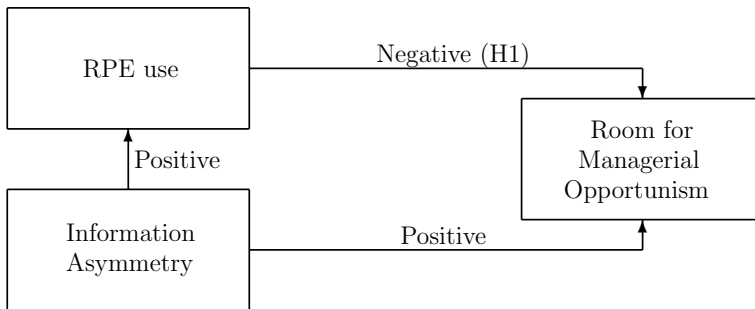 RPE use
Negative (H1)
Room for
Managerial
Opportunism
Positive
Information
Asymmetry
Positive